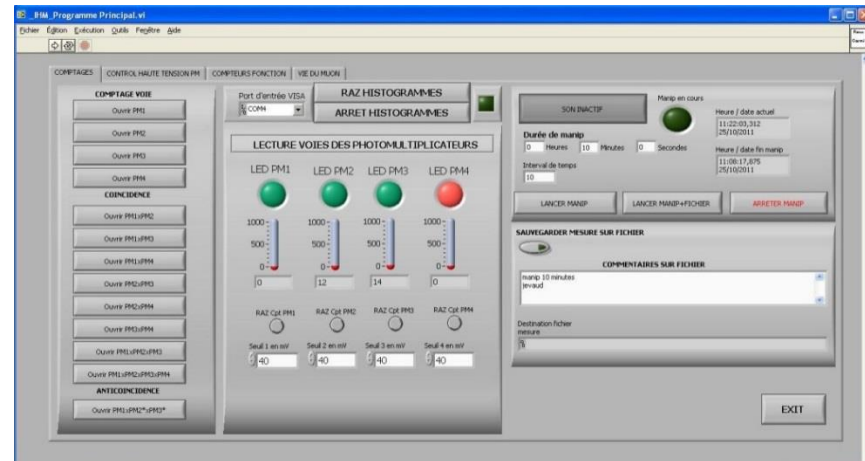 _IHM_Programme Principal.vi
Fichier Édition Exécution Outils Fenêtre Aide
COMPTAGES CONTROL HAUTE TENSION PM COMPTEURS FONCTION VIE DU MUON
COMPTAGE VOIE
Ouvrir PM1
Ouvrir PM2
Ouvrir PM3
Ouvrir PM4
COINCIDENCE
Ouvrir PM1xPM2
Ouvrir PM1xPM3
Ouvrir PM1xPM4
Ouvrir PM2xPM3
Ouvrir PM2xPM4
Ouvrir PM3xPM4
Ouvrir PM1xPM2xPM3
Ouvrir PM1xPM2xPM3xPM4
ANTICOINCIDENCE
Ouvrir PM1xPM2*xPM3*
Port d'entrée VISA
COM4
RAZ HISTOGRAMMES
ARRET HISTOGRAMMES
LECTURE VOIES DES PHOTOMULTIPLICATEURS
LED PM1 LED PM2 LED PM3 LED PM4
1000 1000 1000 1000
500 500 500 500
0 0 0 0
0 12 14 0
RAZ Cpt PM1 RAZ Cpt PM2 RAZ Cpt PM3 RAZ Cpt PM4
Seuil 1 en mV Seuil 2 en mV Seuil 3 en mV Seuil 4 en mV
40 40 40 40
SON INACTIF
Manip en cours
Heure / date actuel
11:22:03,312
25/10/2011
Durée de manip
0 Heures 10 Minutes 0 Secondes
Heure / date fin manip
11:06:17,875
25/10/2011
Interval de temps
10
LANCER MANIP LANCER MANIP+FICHIER ARRETER MANIP
SAUVEGARDER MESURE SUR FICHIER
COMMENTAIRES SUR FICHIER
manip 10 minutes
jevaud
Destination fichier
mesure
EXIT